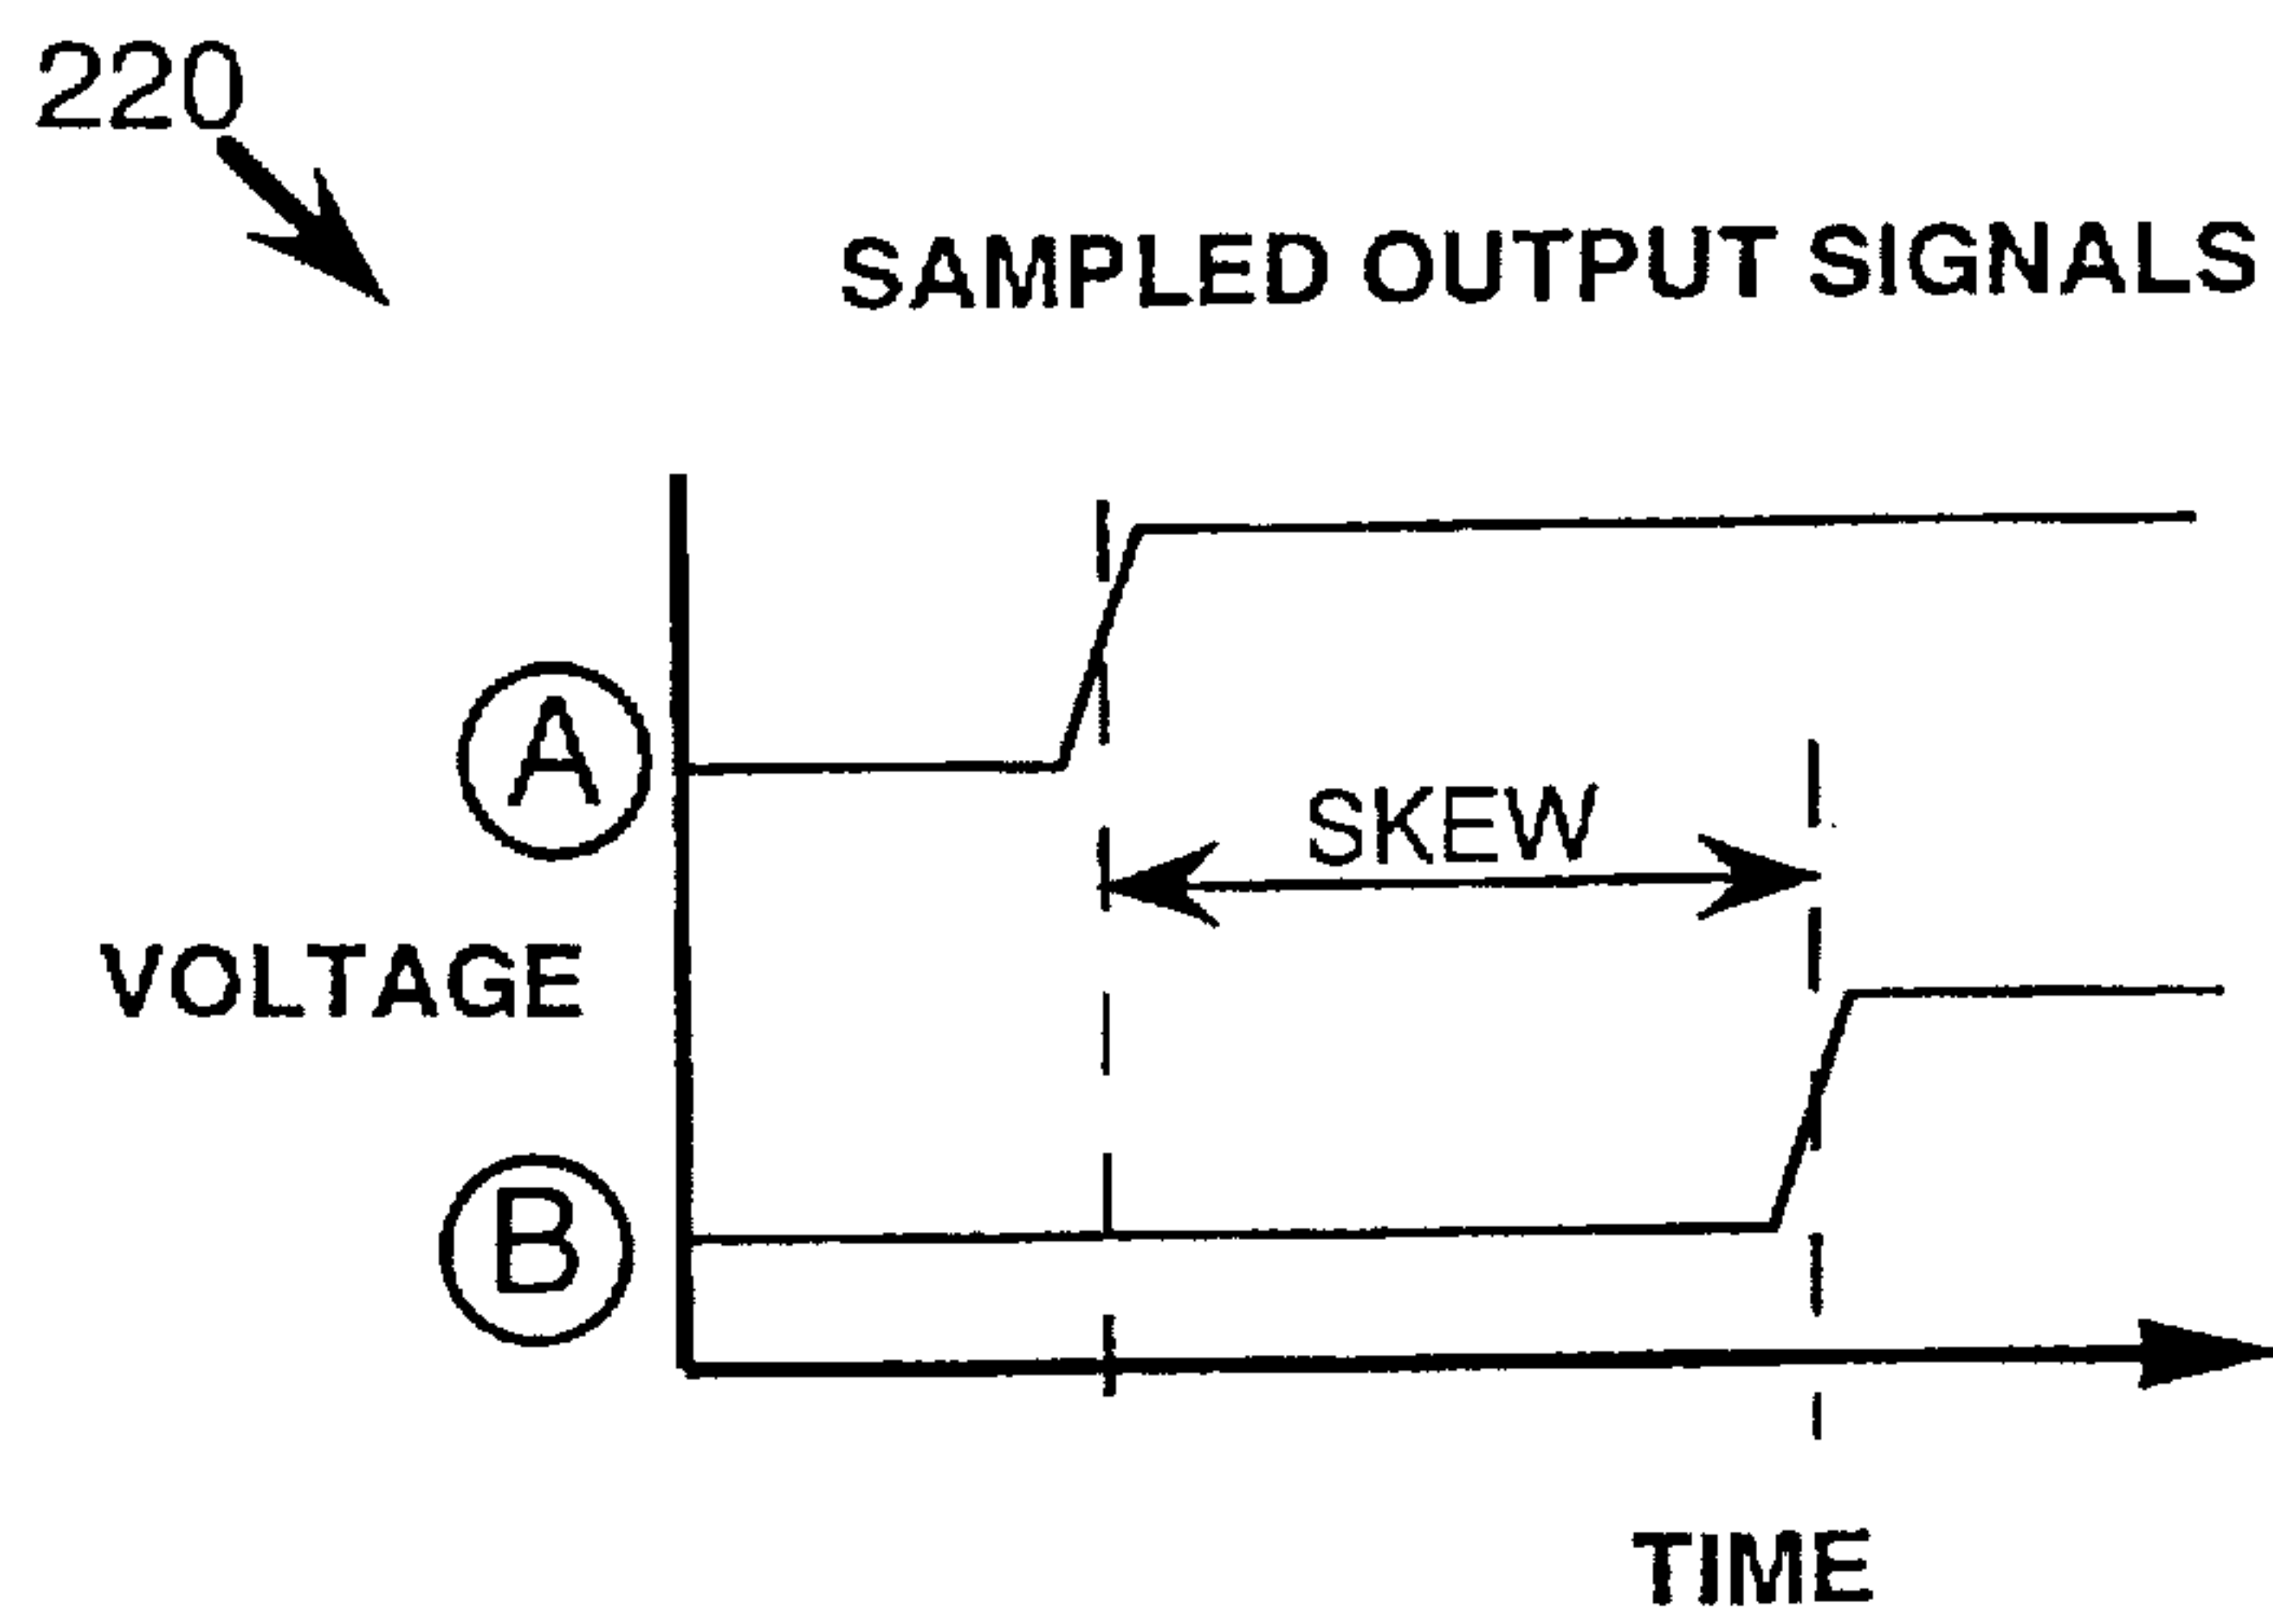 220
SAMPLED OUTPUT SIGNALS
A
SKEW
VOLTAGE
B
TIME